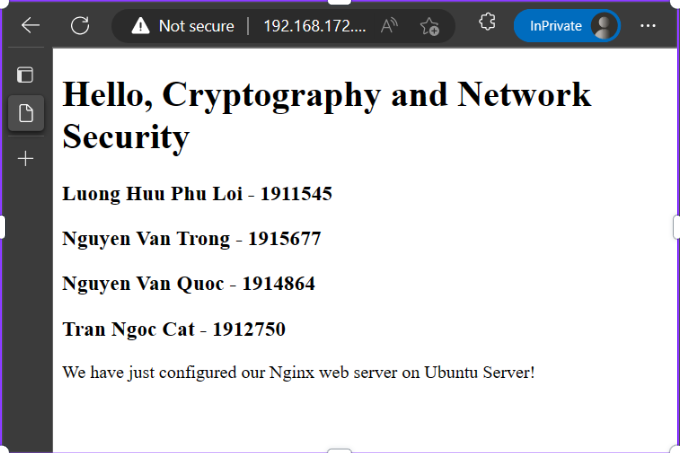 Not secure
192.168.172....
InPrivate
Hello, Cryptography and Network
Security
Luong Huu Phu Loi - 1911545
Nguyen Van Trong - 1915677
Nguyen Van Quoc - 1914864
Tran Ngoc Cat - 1912750
We have just configured our Nginx web server on Ubuntu Server!